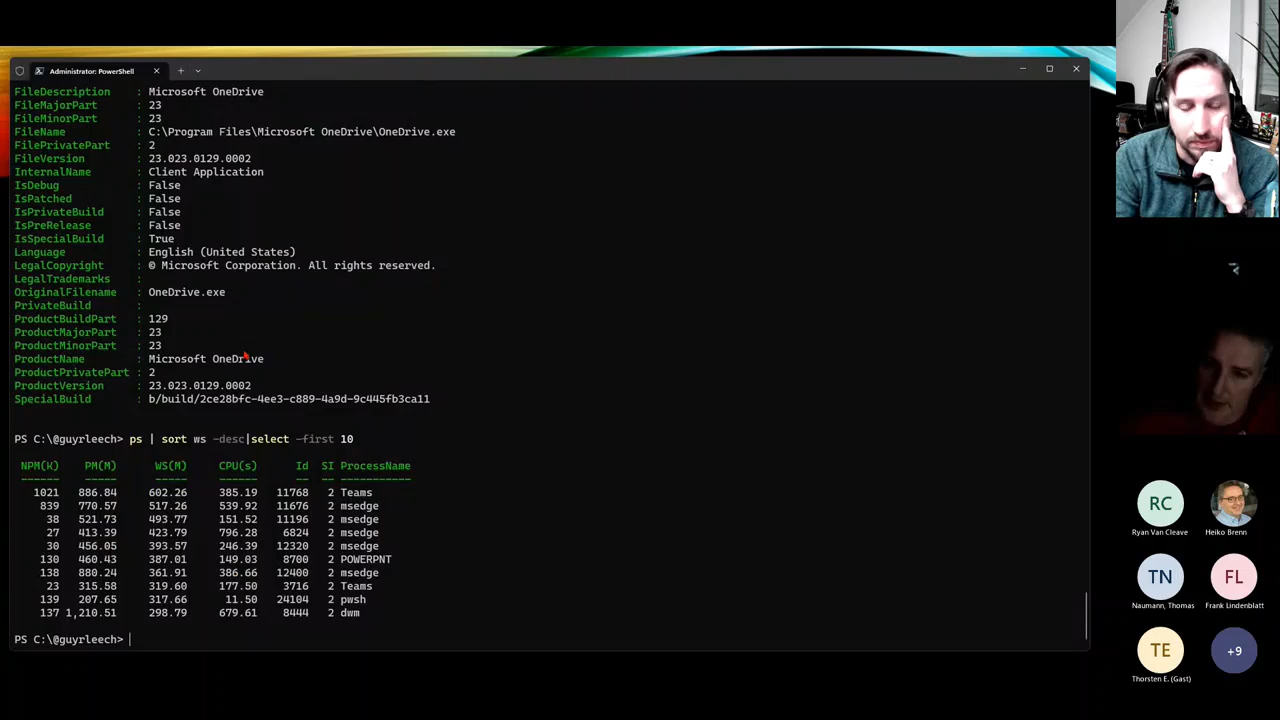 Administrator: PowerShell
FileDescription : Microsoft OneDrive
FileMajorPart : 23
FileMinorPart : 23
FileName : C:\Program Files\Microsoft OneDrive\OneDrive.exe
FilePrivatePart : 2
FileVersion : 23.023.0129.0002
InternalName : Client Application
IsDebug : False
IsPatched : False
IsPrivateBuild : False
IsPreRelease : False
IsSpecialBuild : True
Language : English (United States)
LegalCopyright : © Microsoft Corporation. All rights reserved.
LegalTrademarks :
OriginalFilename : OneDrive.exe
PrivateBuild :
ProductBuildPart : 129
ProductMajorPart : 23
ProductMinorPart : 23
ProductName : Microsoft OneDrive
ProductPrivatePart : 2
ProductVersion : 23.023.0129.0002
SpecialBuild : b/build/2ce28bfc-4ee3-c889-4a9d-9c445fb3ca11
PS C:\@guyrleech> ps | sort ws -desc|select -first 10
NPM(K) PM(M) WS(M) CPU(s) Id SI ProcessName
------ ----- ----- ------ -- -- -----------
1021 886.84 602.26 385.19 11768 2 Teams
839 770.57 517.26 539.92 11676 2 msedge
38 521.73 493.77 151.52 11196 2 msedge
27 413.39 423.79 796.28 6824 2 msedge
30 456.05 393.57 246.39 12320 2 msedge
130 460.43 387.01 149.03 8700 2 POWERPNT
138 880.24 361.91 386.66 12400 2 msedge
23 315.58 319.60 177.50 3716 2 Teams
139 287.65 317.66 11.50 24104 2 pwsh
137 1,210.51 298.79 679.61 8444 2 dwm
PS C:\@guyrleech>
RC
Ryan Van Cleave
Heiko Brenn
TN
FL
Naumann, Thomas
Frank Lindenblatt
TE
+9
Thorsten E. (Gast)